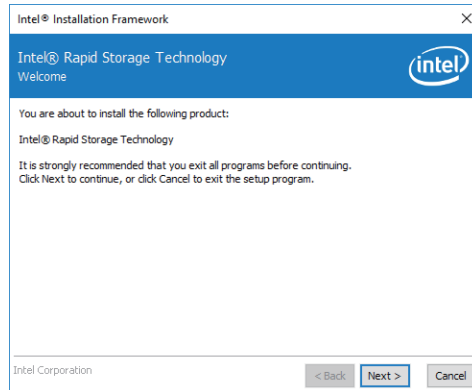 Intel® Installation Framework
Intel® Rapid Storage Technology
Welcome
intel
You are about to install the following product:
Intel® Rapid Storage Technology
It is strongly recommended that you exit all programs before continuing.
Click Next to continue, or click Cancel to exit the setup program.
Intel Corporation
< Back Next > Cancel